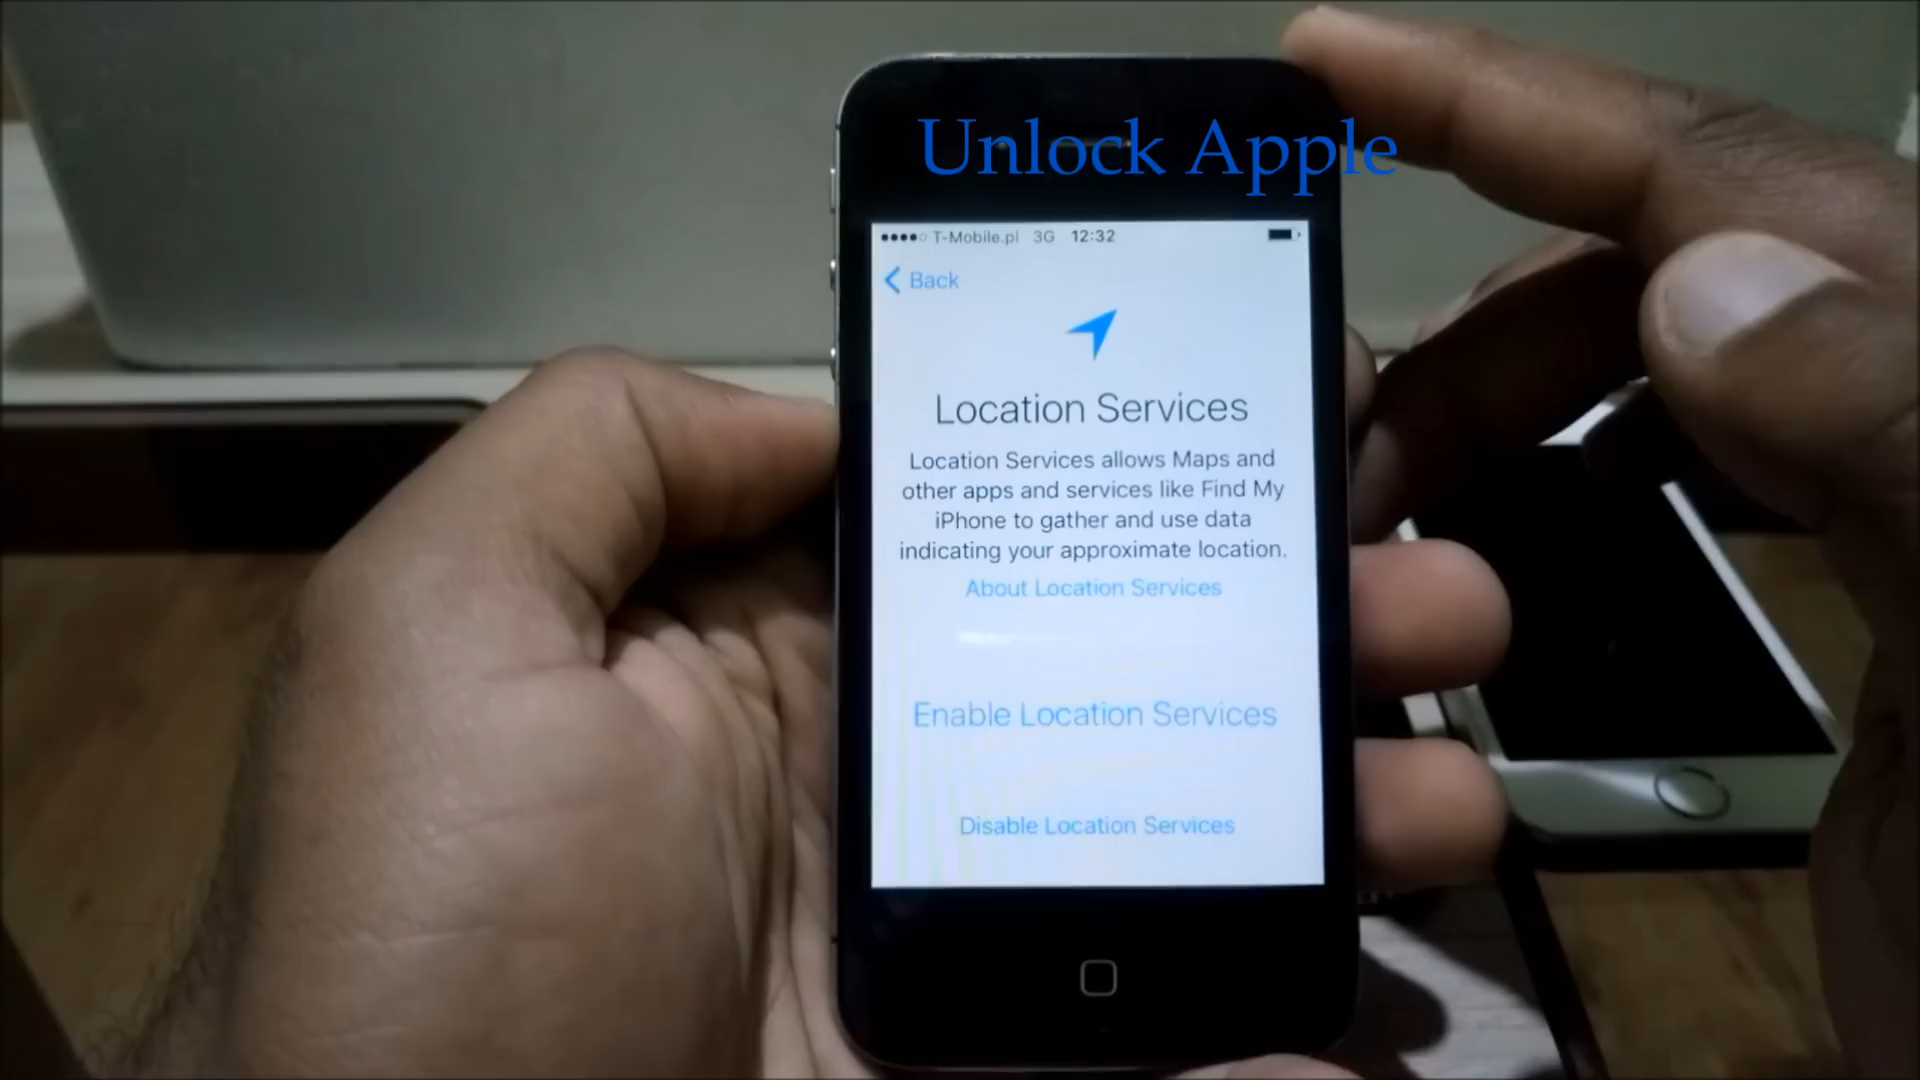 Unlock Apple
T-Mobile.pl 3G 12:32
Back
Location Services
Location Services allows Maps and
other apps and services like Find My
iPhone to gather and use data
indicating your approximate location.
About Location Services
Enable Location Services
Disable Location Services